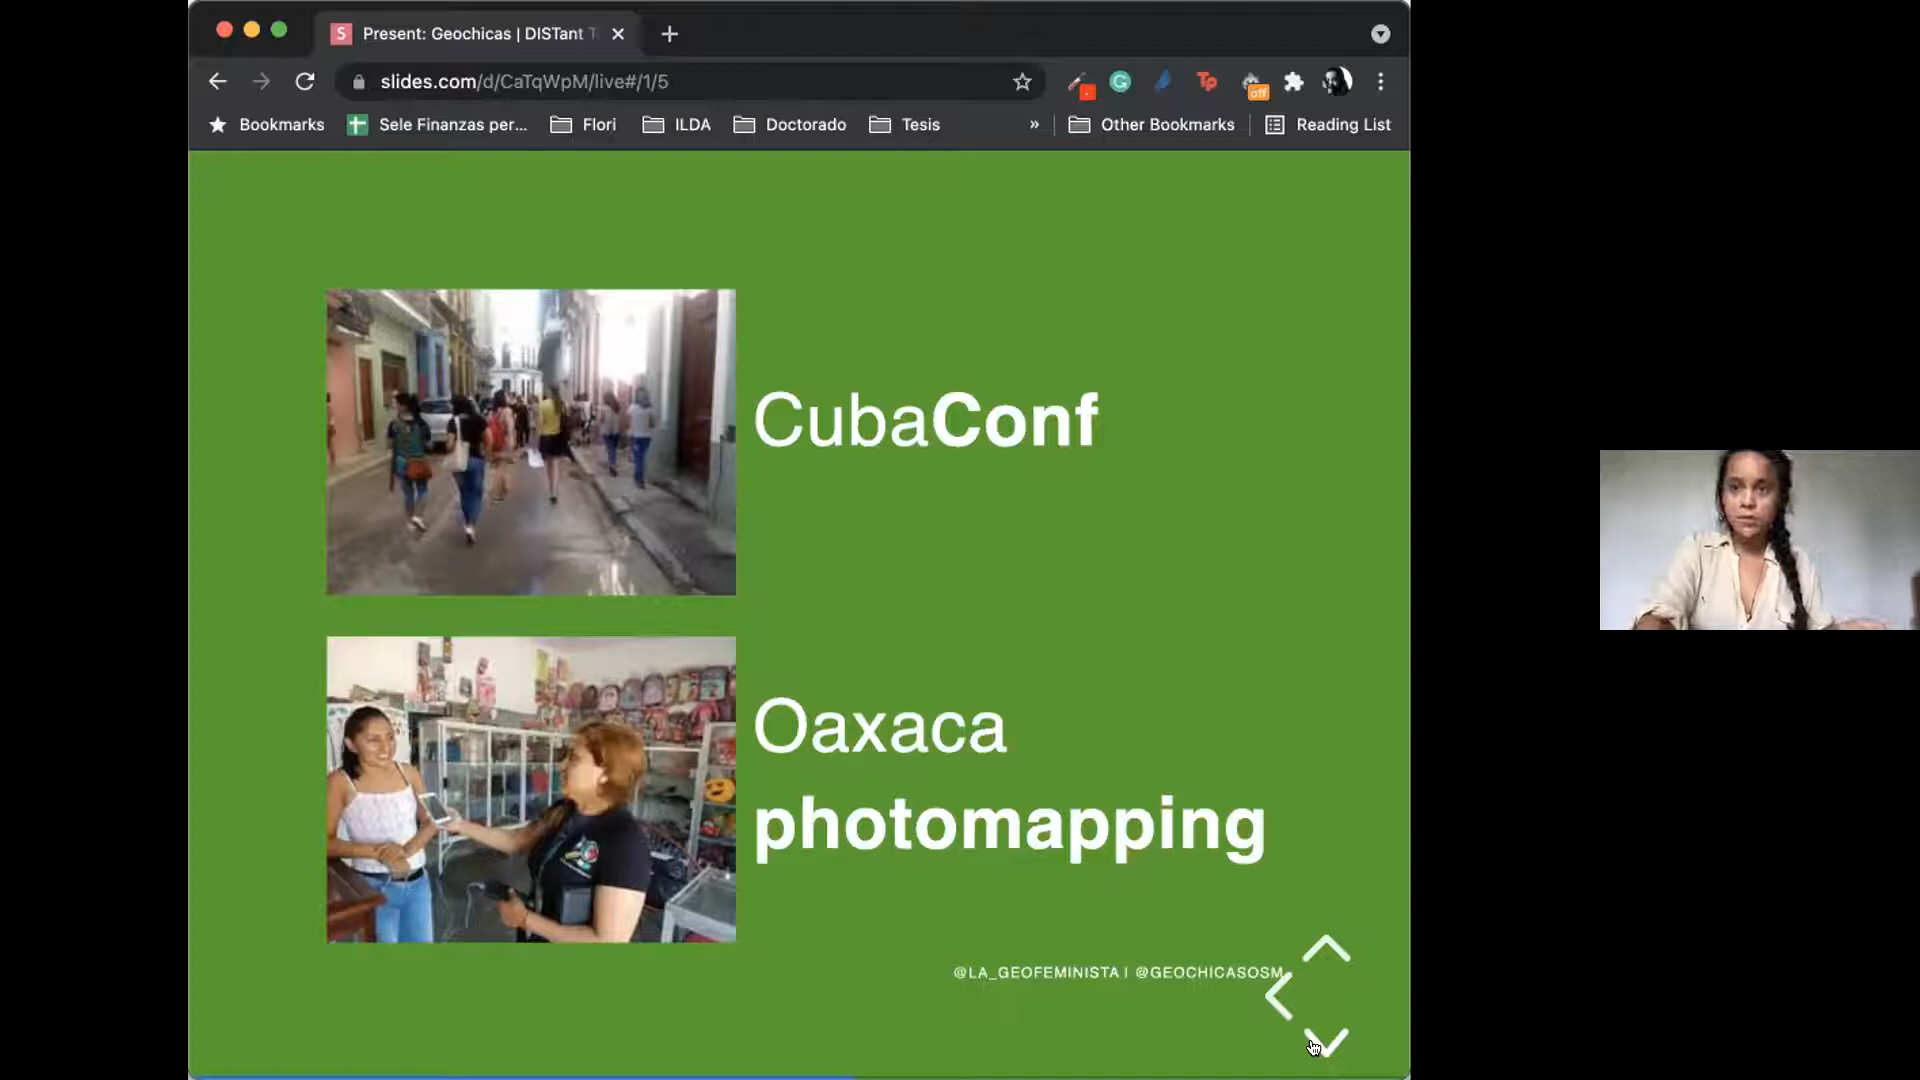 Present: Geochicas | DISTant T
slides.com/d/CaTqWpM/live#/1/5
off
Bookmarks
Sele Finanzas per...
Flori
ILDA
Doctorado
Tesis
»
Other Bookmarks
Reading List
CubaConf
Oaxaca
photomapping
@LA_GEOFEMINISTA | @GEOCHICASOSM